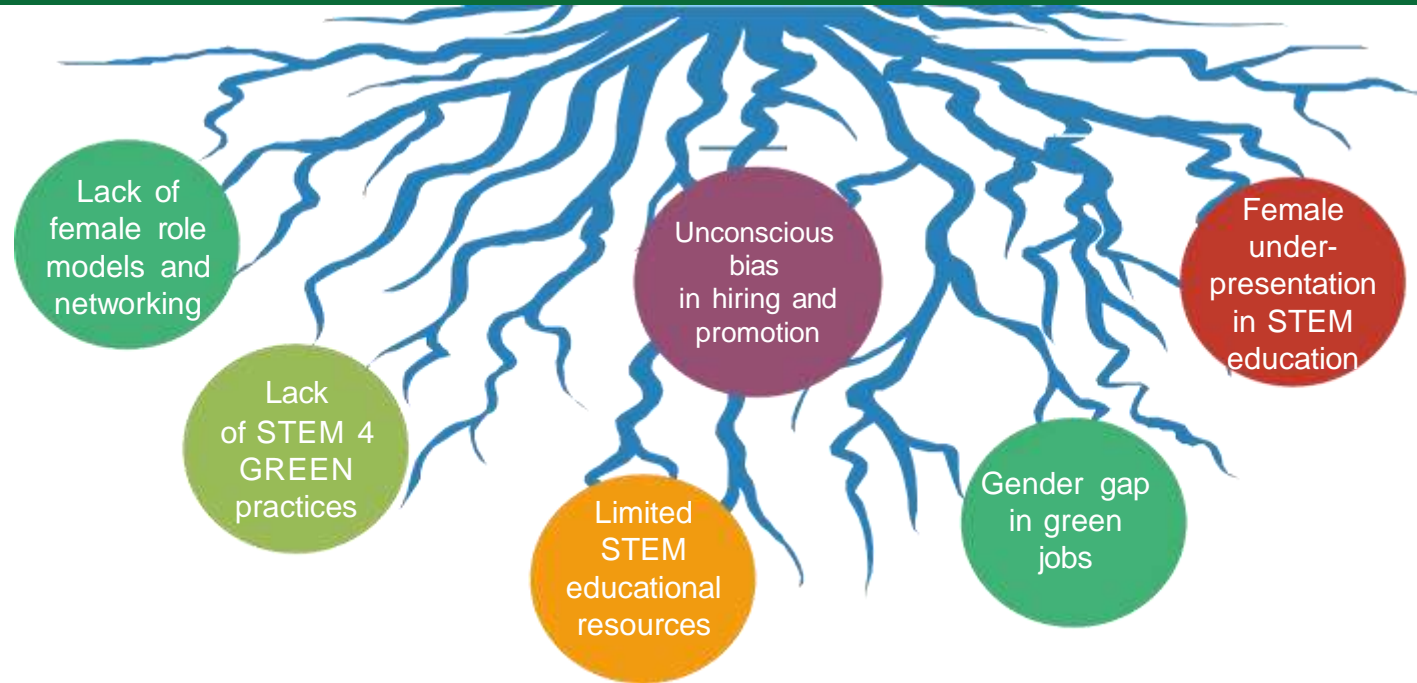 Lack of
female role
models and
networking
Lack
of STEM 4
GREEN
practices
Limited
STEM
educational
resources
Unconscious
bias
in hiring and
promotion
Gender gap
in green
jobs
Female
under-
presentation
in STEM
education